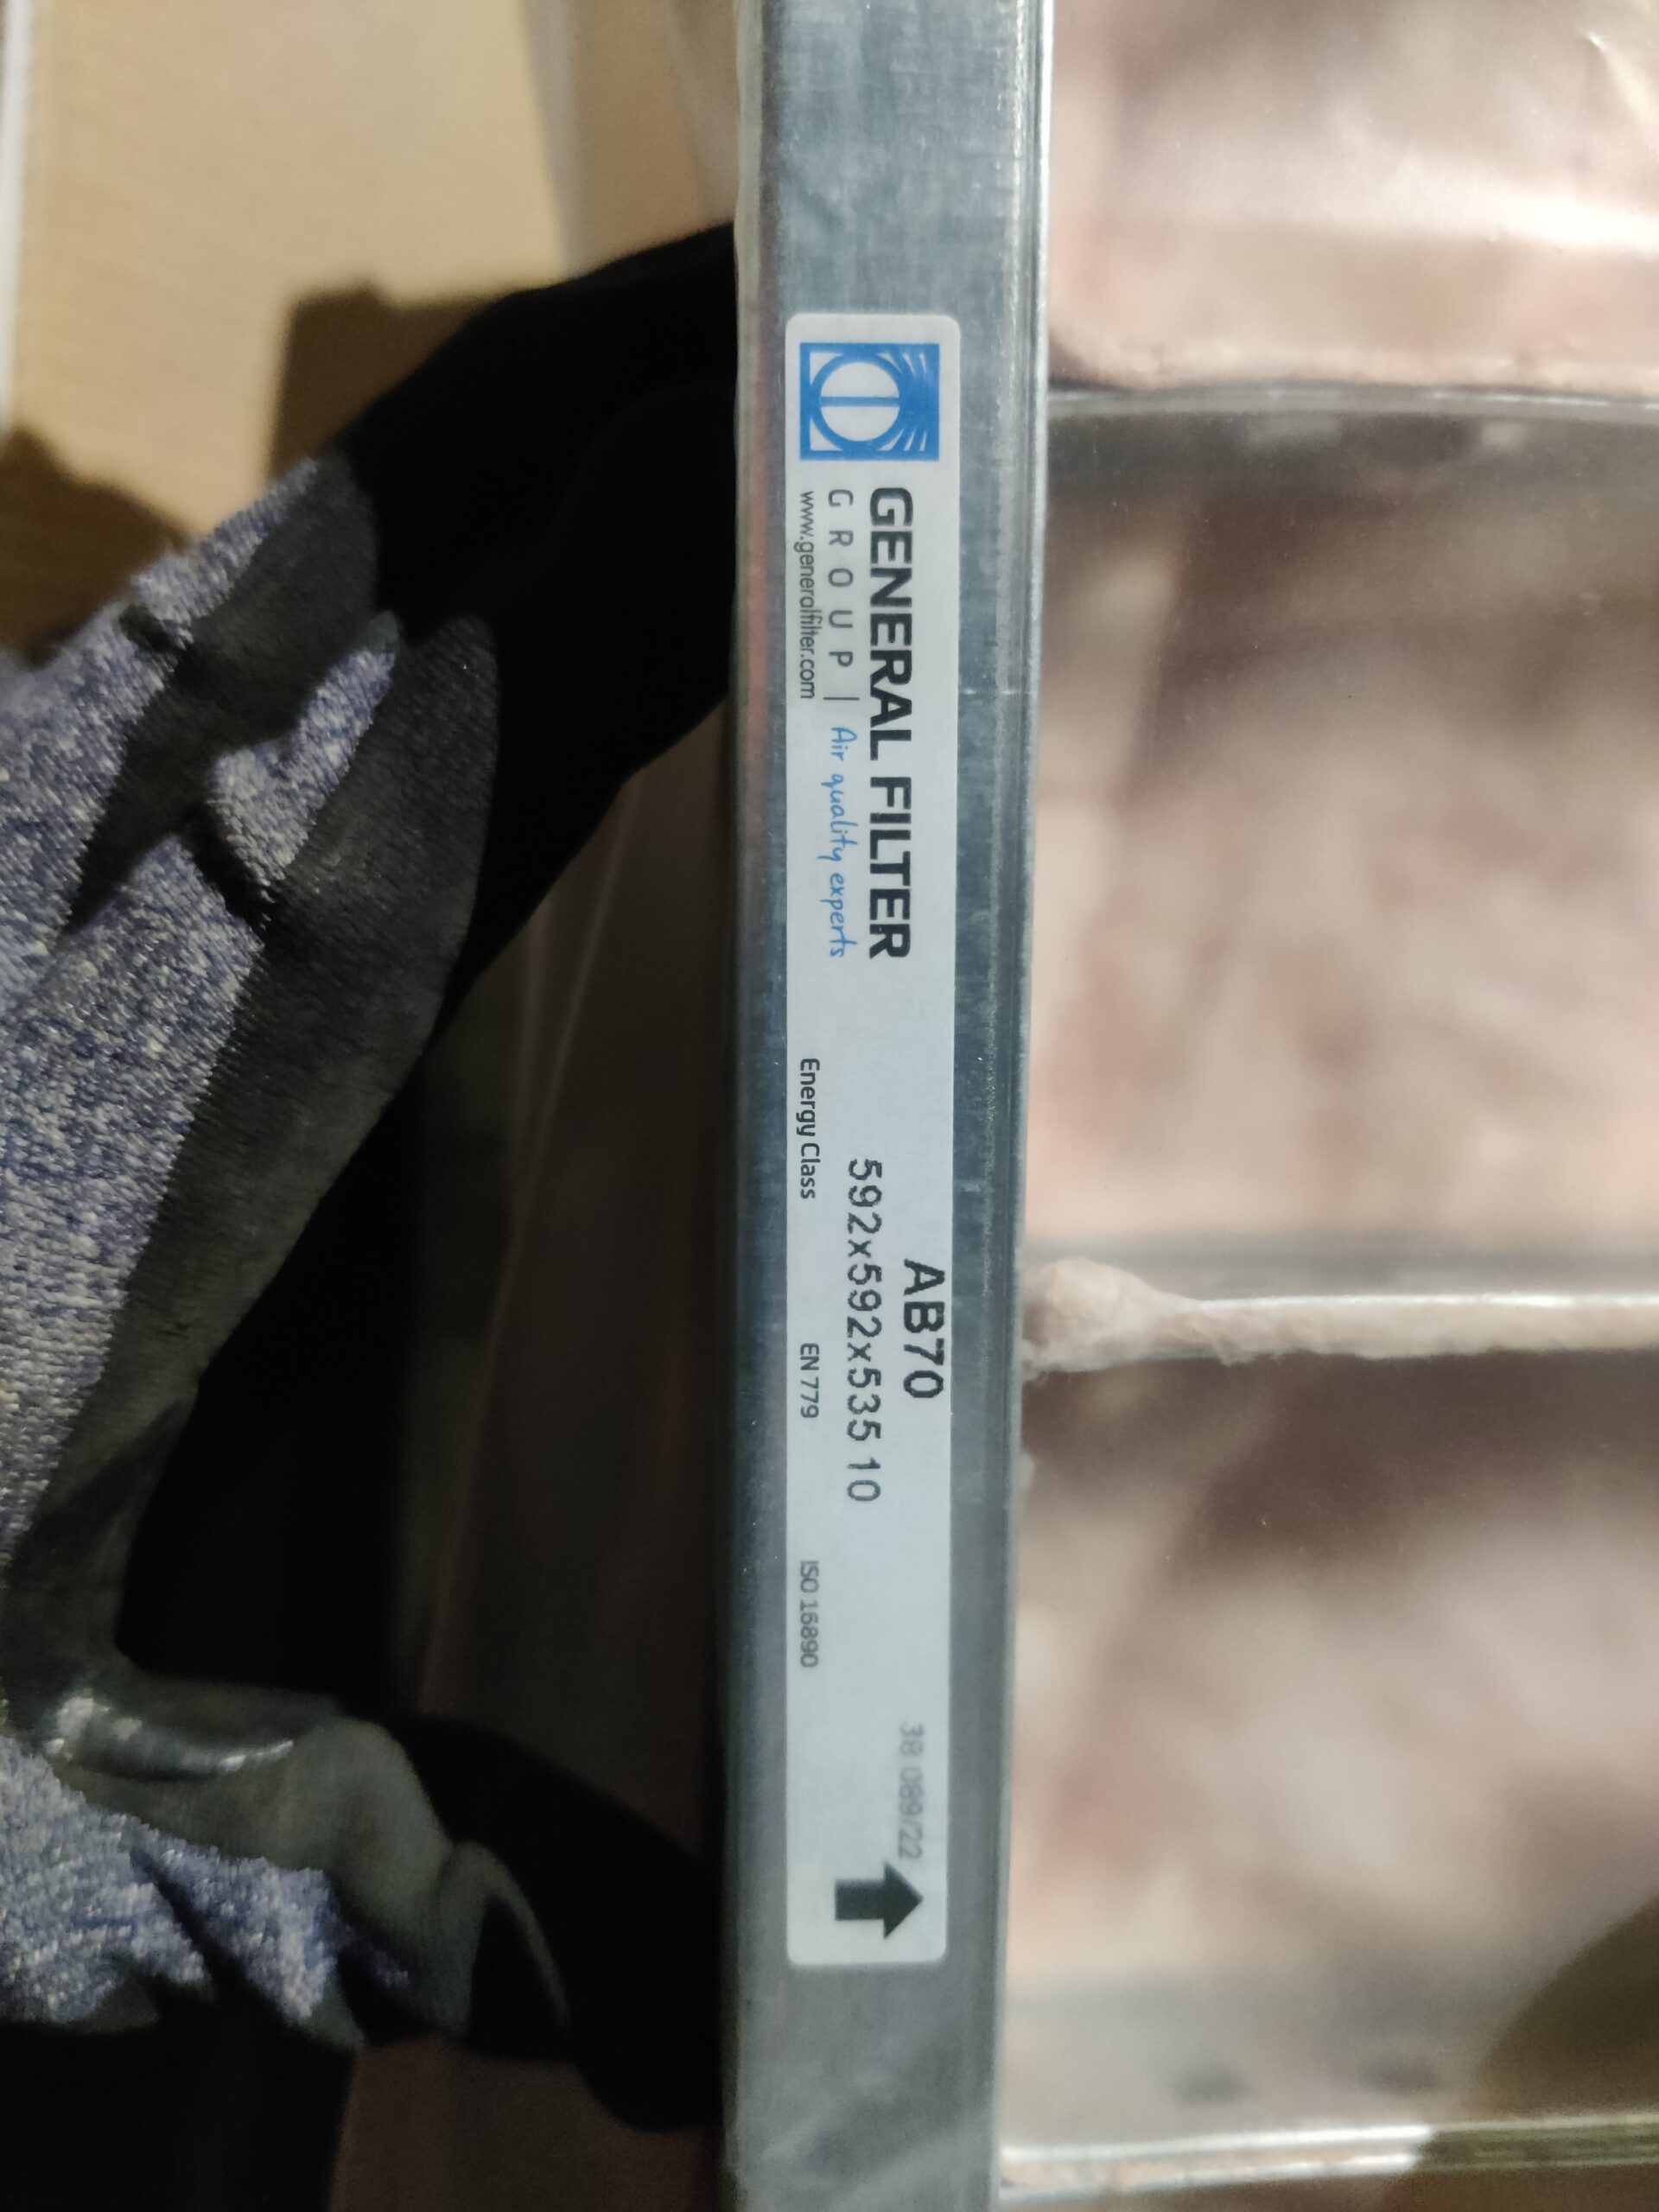 GENERAL FILTER
GROUP | Air quality experts
www.generalfilter.com
AB70
592x592x535 10
Energy Class
EN 779
ISO 16890
38 089/22